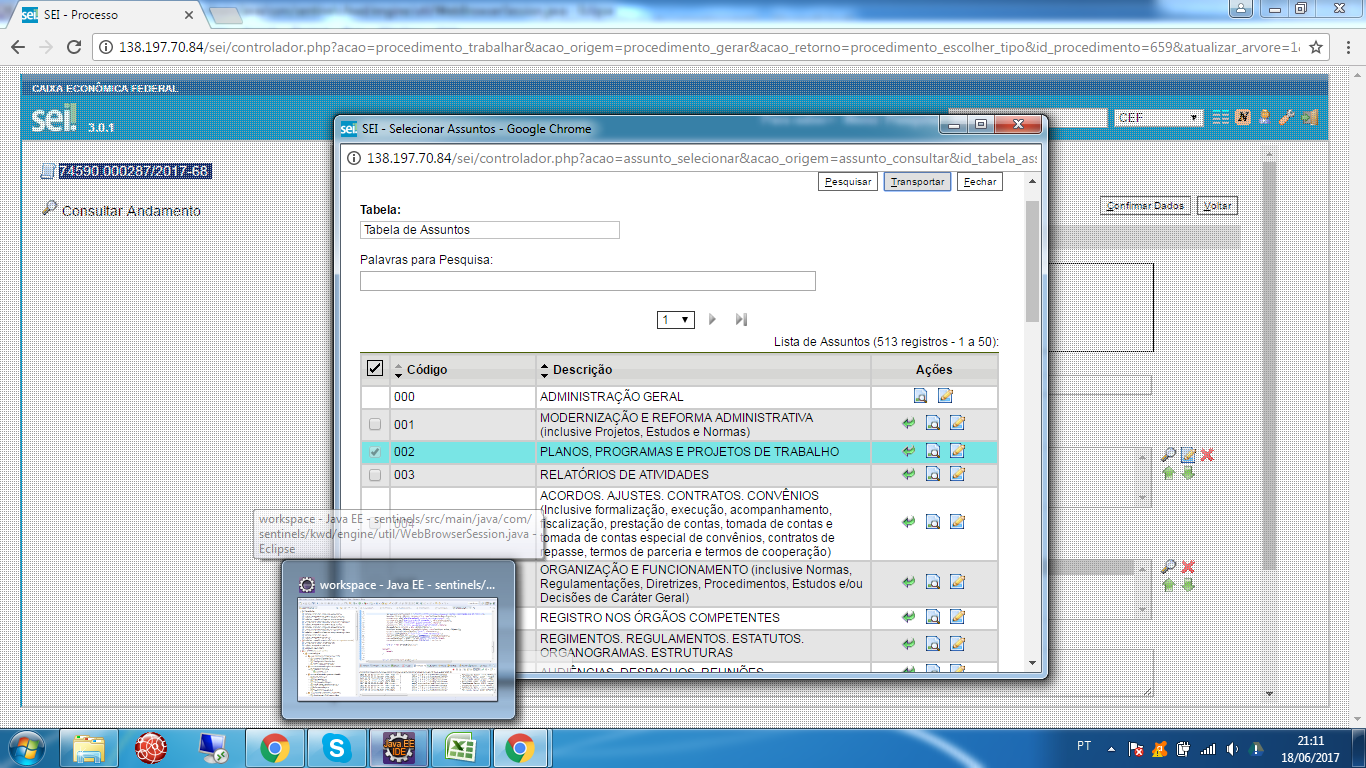 SEI - Processo
138.197.70.84/sei/controlador.php?acao=procedimento_trabalhar&acao_origem=procedimento_gerar&acao_retorno=procedimento_escolher_tipo&id_procedimento=659&atualizar_arvore=1&
CAIXA ECONÔMICA FEDERAL
sei! 3.0.1
CEF
74590.000287/2017-68
Consultar Andamento
Confirmar Dados Voltar
sei. SEI - Selecionar Assuntos - Google Chrome
138.197.70.84/sei/controlador.php?acao=assunto_selecionar&acao_origem=assunto_consultar&id_tabela_ass
Pesquisar Transportar Fechar
Tabela:
Tabela de Assuntos
Palavras para Pesquisa:
1
Lista de Assuntos (513 registros - 1 a 50):
Código Descrição Ações
000 ADMINISTRAÇÃO GERAL
001 MODERNIZAÇÃO E REFORMA ADMINISTRATIVA
(inclusive Projetos, Estudos e Normas)
002 PLANOS, PROGRAMAS E PROJETOS DE TRABALHO
003 RELATÓRIOS DE ATIVIDADES
004 ACORDOS. AJUSTES. CONTRATOS. CONVÊNIOS
(Inclusive formalização, execução, acompanhamento,
fiscalização, prestação de contas, tomada de contas e
tomada de contas especial de convênios, contratos de
repasse, termos de parceria e termos de cooperação)
ORGANIZAÇÃO E FUNCIONAMENTO (inclusive Normas,
Regulamentações, Diretrizes, Procedimentos, Estudos e/ou
Decisões de Caráter Geral)
REGISTRO NOS ÓRGÃOS COMPETENTES
REGIMENTOS. REGULAMENTOS. ESTATUTOS.
ORGANOGRAMAS. ESTRUTURAS
AUDIÊNCIAS. DESPACHOS. REUNIÕES
workspace - Java EE - sentinels/src/main/java/com/
sentinels/kwd/engine/util/WebBrowserSession.java -
Eclipse
workspace - Java EE - sentinels/...
Java EE
IDE
PT
21:11
18/06/2017